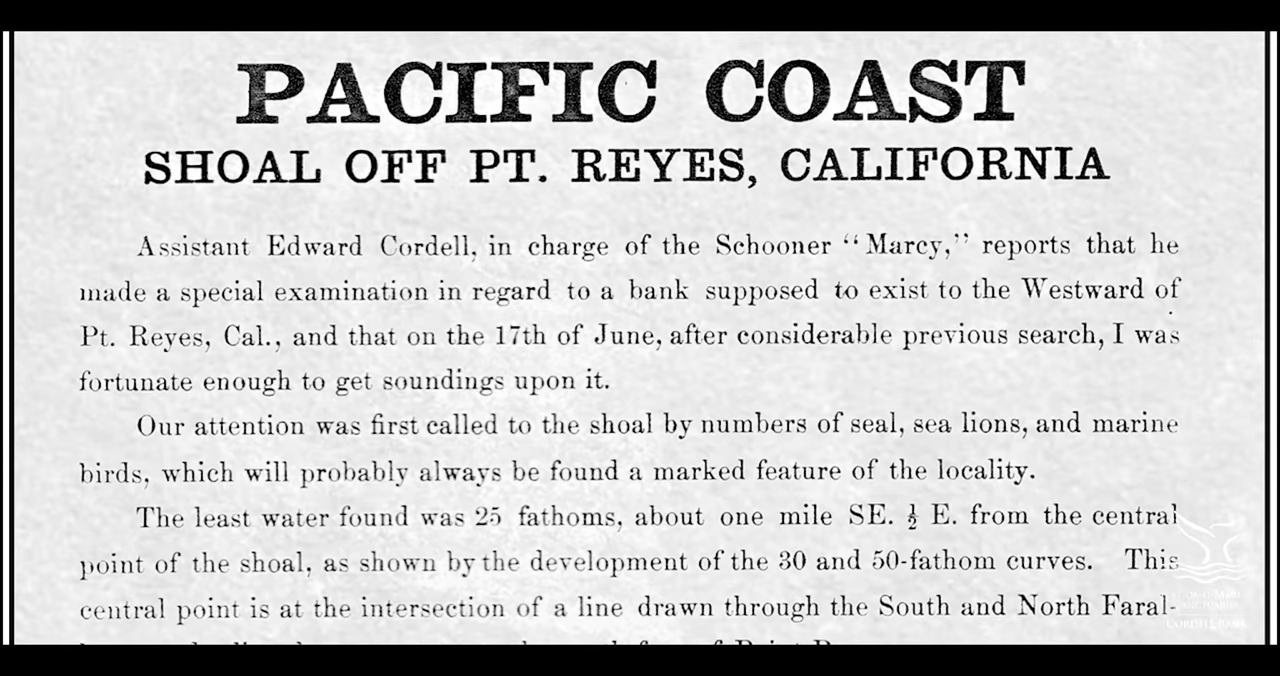 PACIFIC COAST
SHOAL OFF PT. REYES, CALIFORNIA
Assistant Edward Cordell, in charge of the Schooner “Marcy,” reports that he
made a special examination in regard to a bank supposed to exist to the Westward of
Pt. Reyes, Cal., and that on the 17th of June, after considerable previous search, I was
fortunate enough to get soundings upon it.
Our attention was first called to the shoal by numbers of seal, sea lions, and marine
birds, which will probably always be found a marked feature of the locality.
The least water found was 25 fathoms, about one mile SE. ½ E. from the central
point of the shoal, as shown by the development of the 30 and 50-fathom curves. This
central point is at the intersection of a line drawn through the South and North Faral-
CORDELL BANK